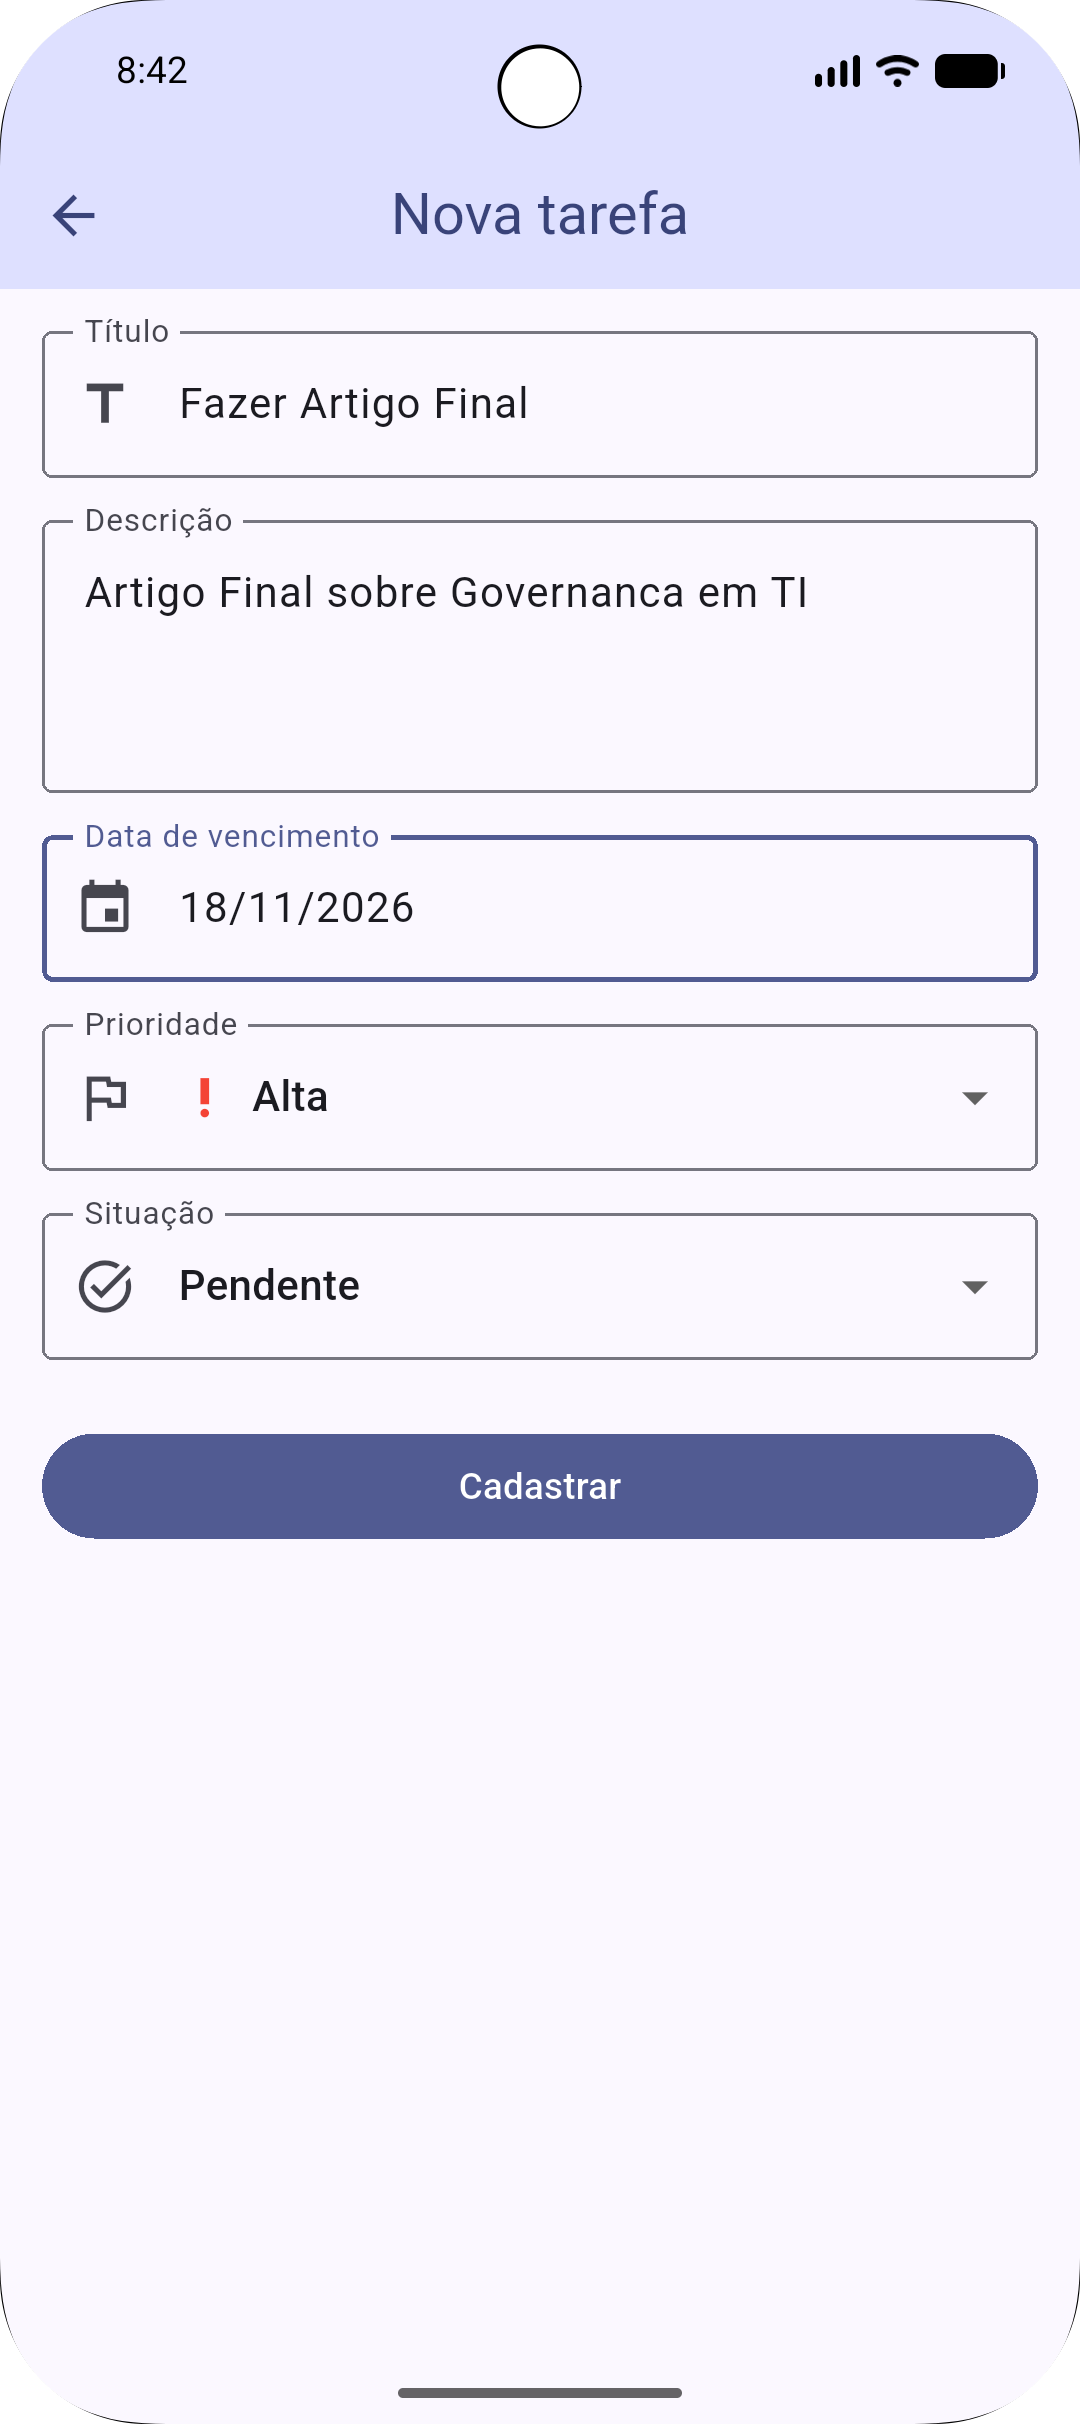 8:42
Nova tarefa
Título
Fazer Artigo Final
Descrição
Artigo Final sobre Governanca em TI
Data de vencimento
18/11/2026
Prioridade
Alta
Situação
Pendente
Cadastrar